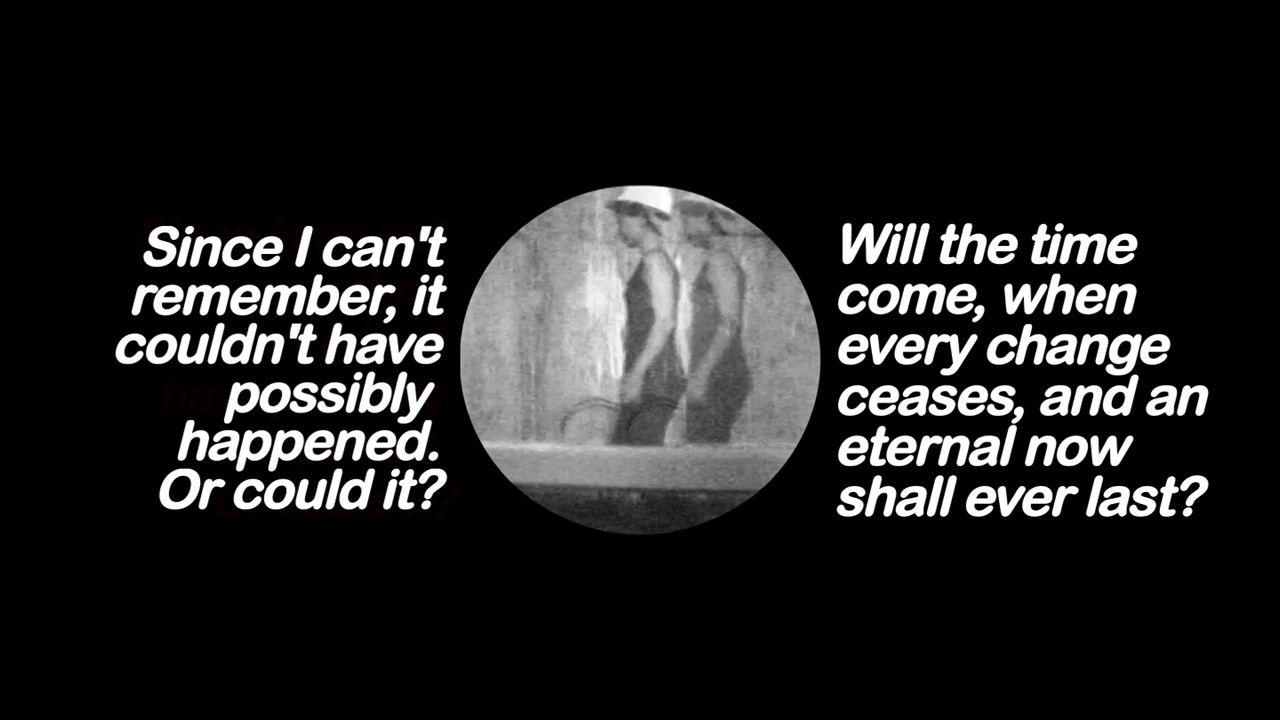 Since I can't
remember, it
couldn't have
possibly
happened.
Or could it?
Will the time
come, when
every change
ceases, and an
eternal now
shall ever last?